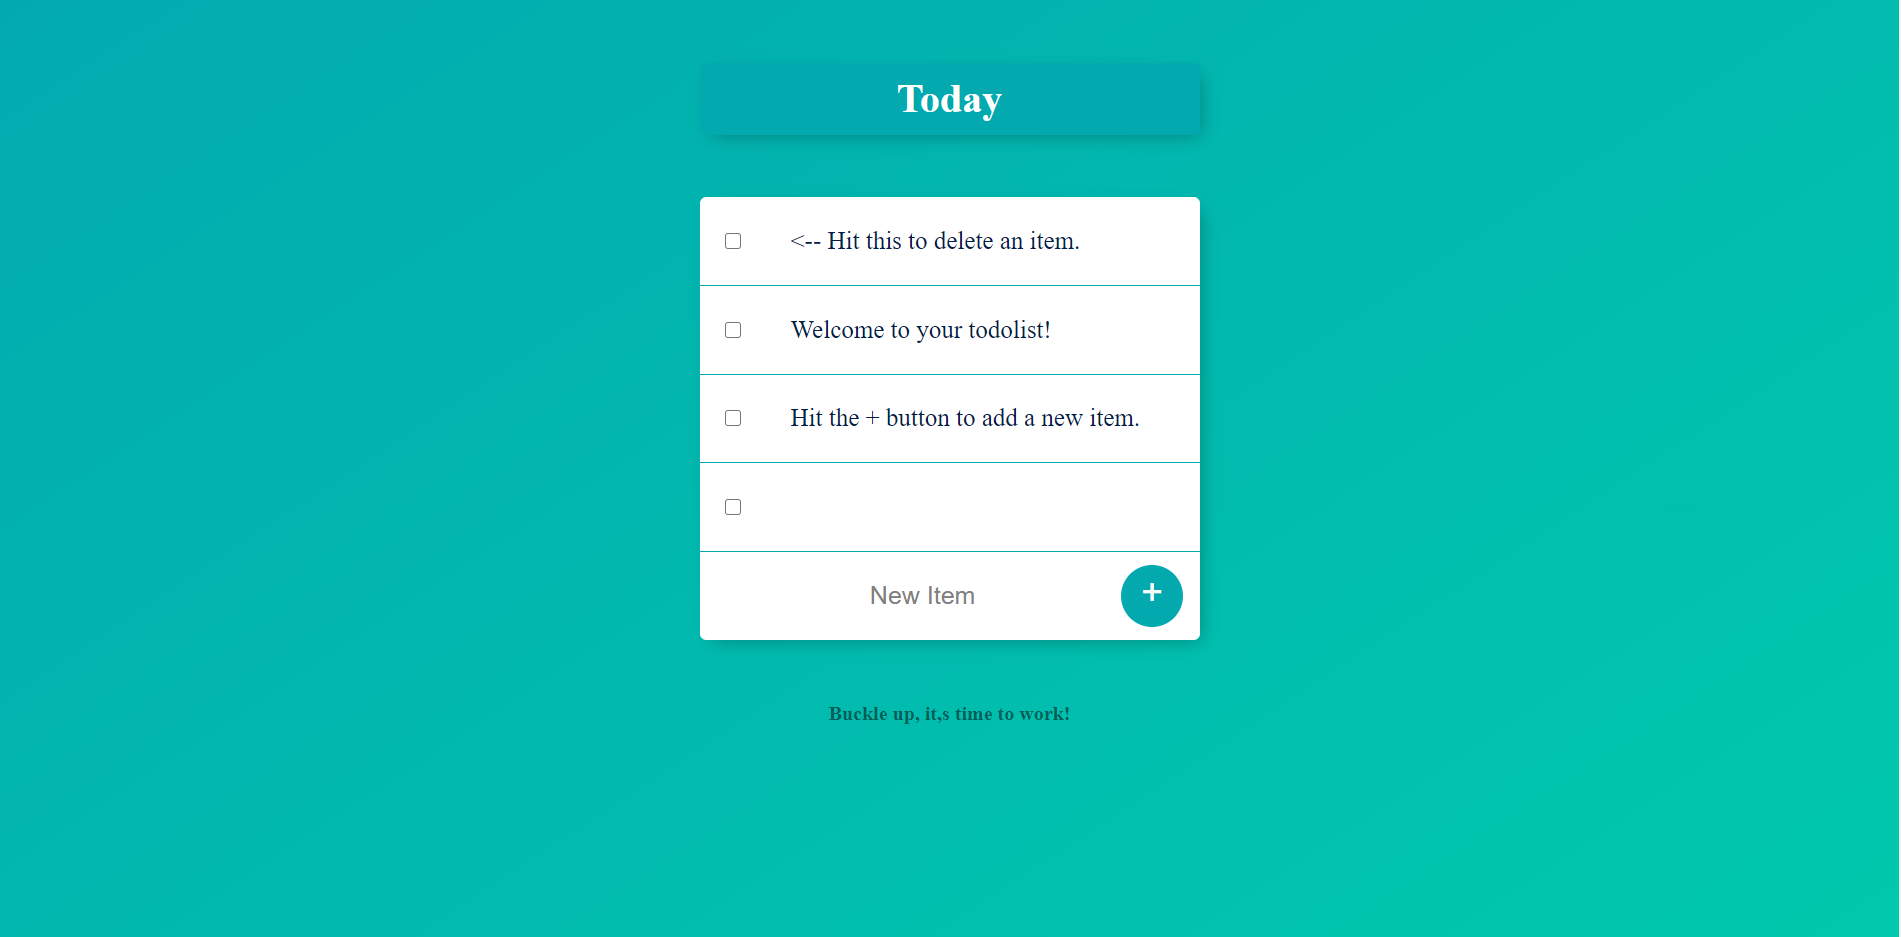 Today
<-- Hit this to delete an item.
Welcome to your todolist!
Hit the + button to add a new item.
New Item
+
Buckle up, it,s time to work!